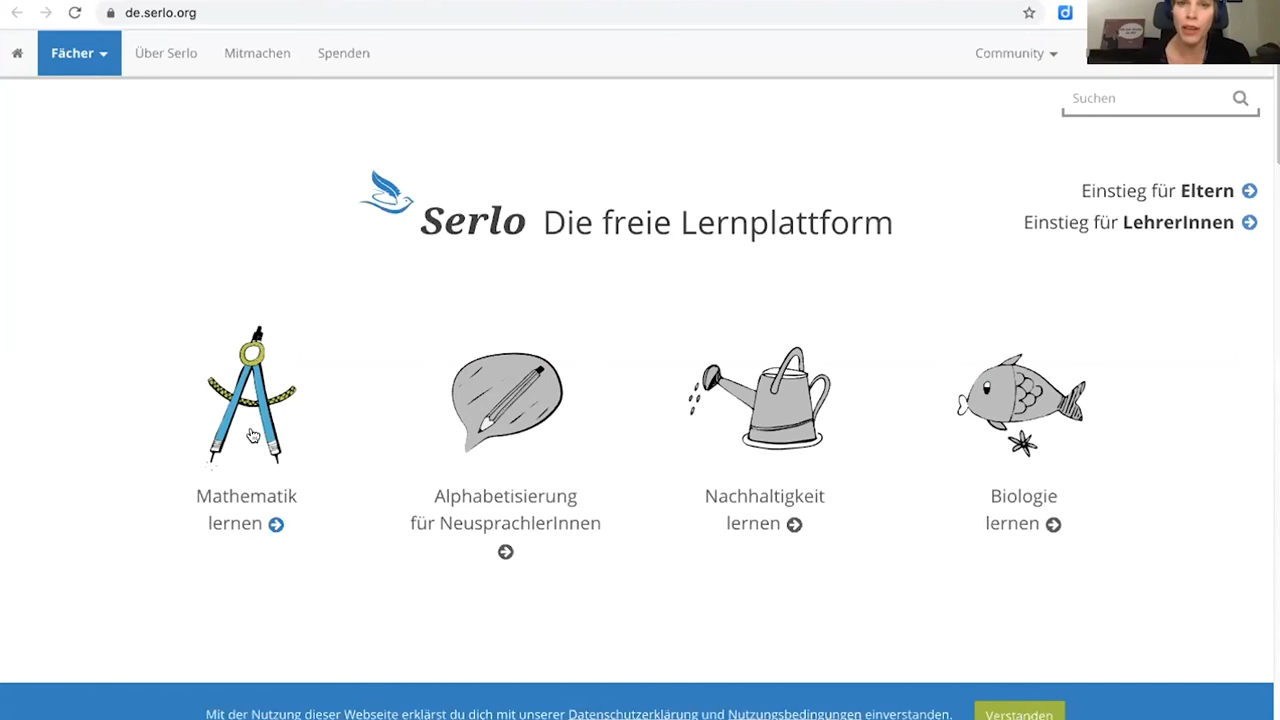 de.serlo.org
Fächer
Über Serlo
Mitmachen
Spenden
Community
Suchen
Einstieg für Eltern
Serlo Die freie Lernplattform
Einstieg für LehrerInnen
Mathematik
lernen
Alphabetisierung
für NeusprachlerInnen
Nachhaltigkeit
lernen
Biologie
lernen
Mit der Nutzung dieser Webseite erklärst du dich mit unserer Datenschutzerklärung und Nutzungsbedingungen einverstanden.
Verstanden